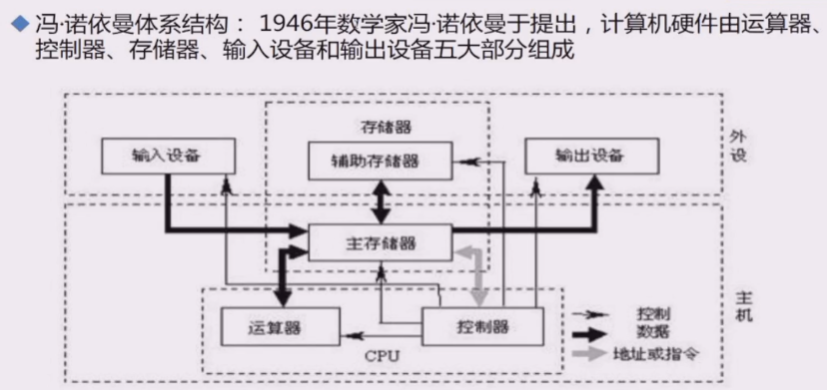 冯·诺依曼体系结构： 1946年数学家冯·诺依曼于提出，计算机硬件由运算器、
控制器、存储器、输入设备和输出设备五大部分组成
存储器
输入设备
辅助存储器
输出设备
外设
主存储器
主机
运算器
控制器
CPU
控制
数据
地址或指令